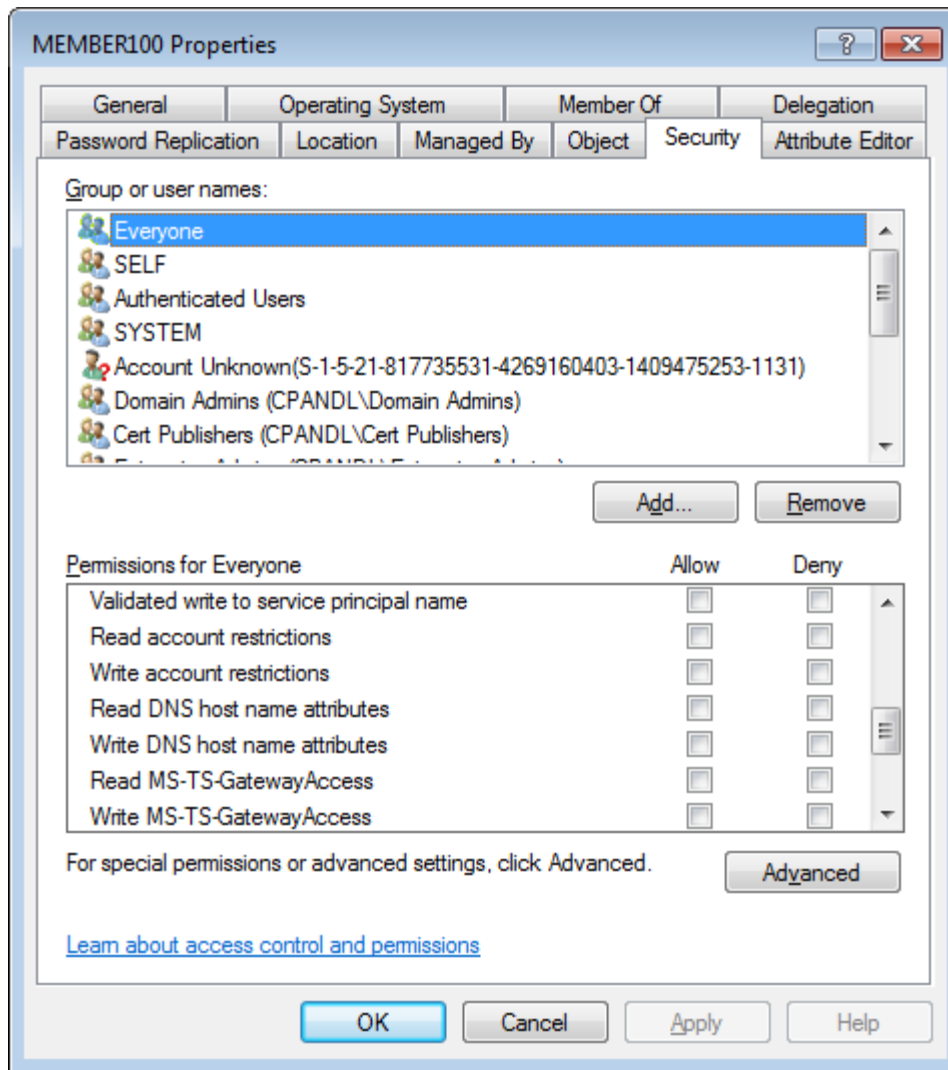 MEMBER100 Properties
General Operating System Member Of Delegation
Password Replication Location Managed By Object Security Attribute Editor
Group or user names:
Everyone
SELF
Authenticated Users
SYSTEM
Account Unknown(S-1-5-21-817735531-4269160403-1409475253-1131)
Domain Admins (CPANDL\Domain Admins)
Cert Publishers (CPANDL\Cert Publishers)
Add... Remove
Permissions for Everyone Allow Deny
Validated write to service principal name
Read account restrictions
Write account restrictions
Read DNS host name attributes
Write DNS host name attributes
Read MS-TS-GatewayAccess
Write MS-TS-GatewayAccess
For special permissions or advanced settings, click Advanced. Advanced
Learn about access control and permissions
OK Cancel Apply Help